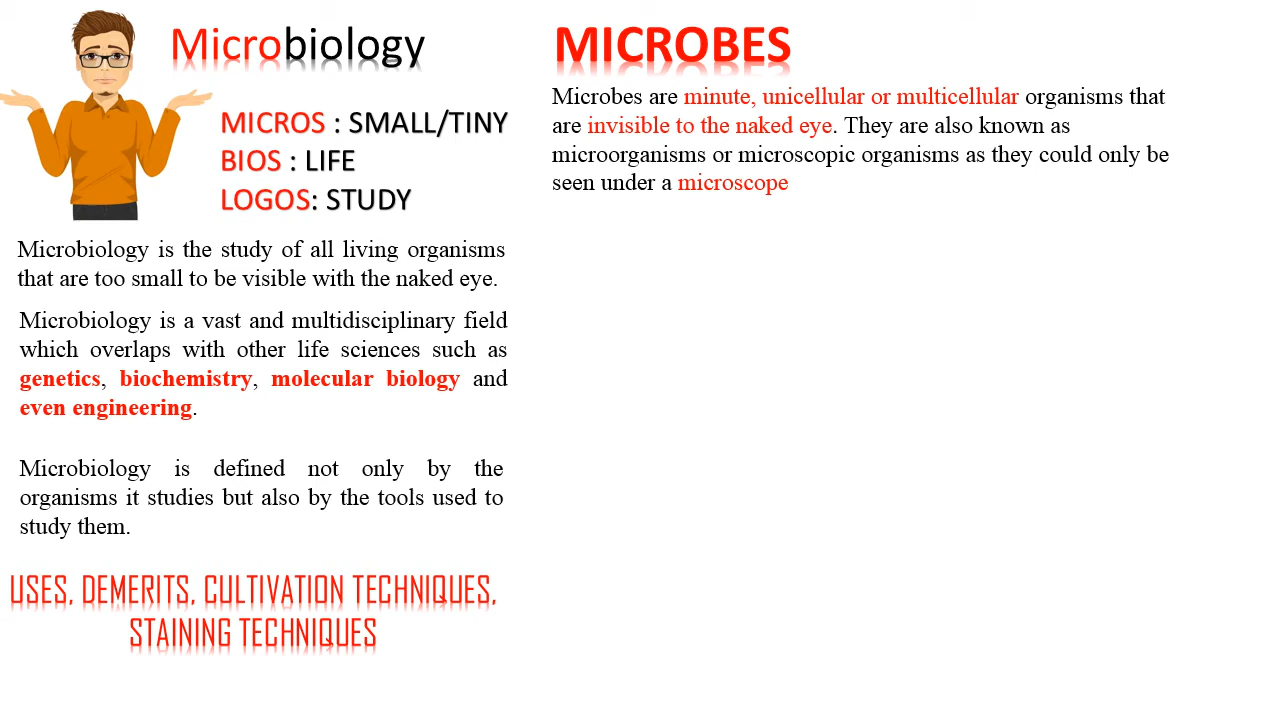 Microbiology
MICROS : SMALL/TINY
BIOS : LIFE
LOGOS: STUDY
Microbiology is the study of all living organisms
that are too small to be visible with the naked eye.
Microbiology is a vast and multidisciplinary field
which overlaps with other life sciences such as
genetics, biochemistry, molecular biology and
even engineering.
Microbiology is defined not only by the
organisms it studies but also by the tools used to
study them.
USES, DEMERITS, CULTIVATION TECHNIQUES,
STAINING TECHNIQUES
MICROBES
Microbes are minute, unicellular or multicellular organisms that
are invisible to the naked eye. They are also known as
microorganisms or microscopic organisms as they could only be
seen under a microscope